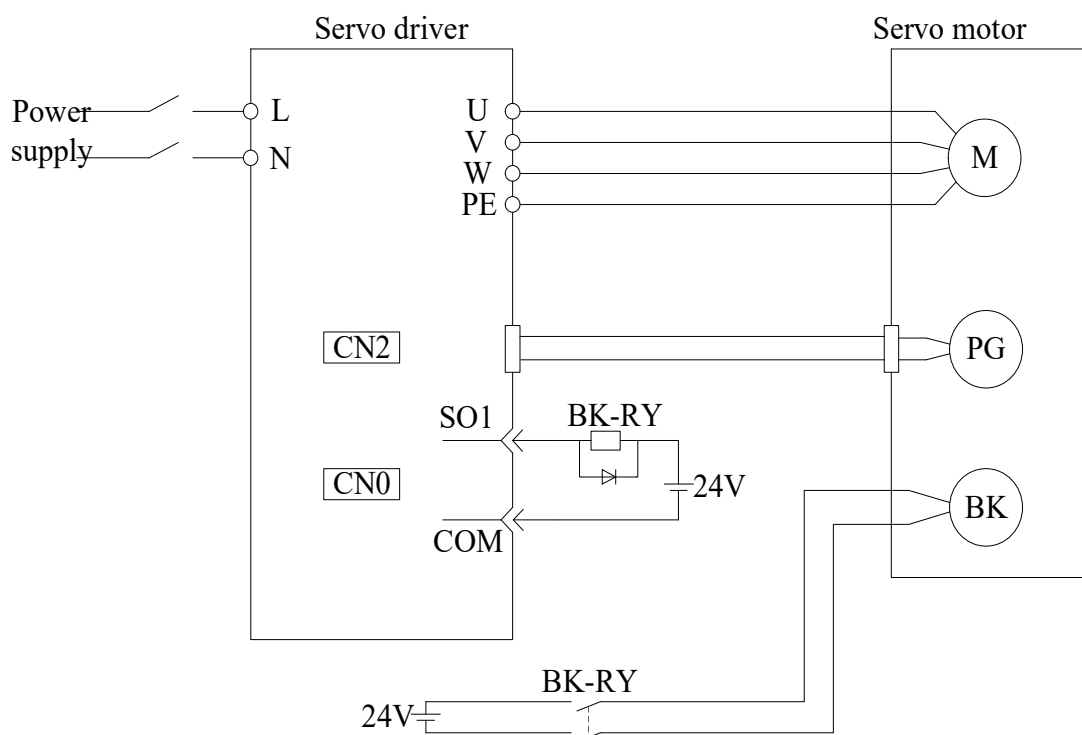 Servo driver
Servo motor
Power
supply
L
N
U
V
W
PE
M
CN2
PG
SO1
BK-RY
CN0
24V
COM
BK
BK-RY
24V